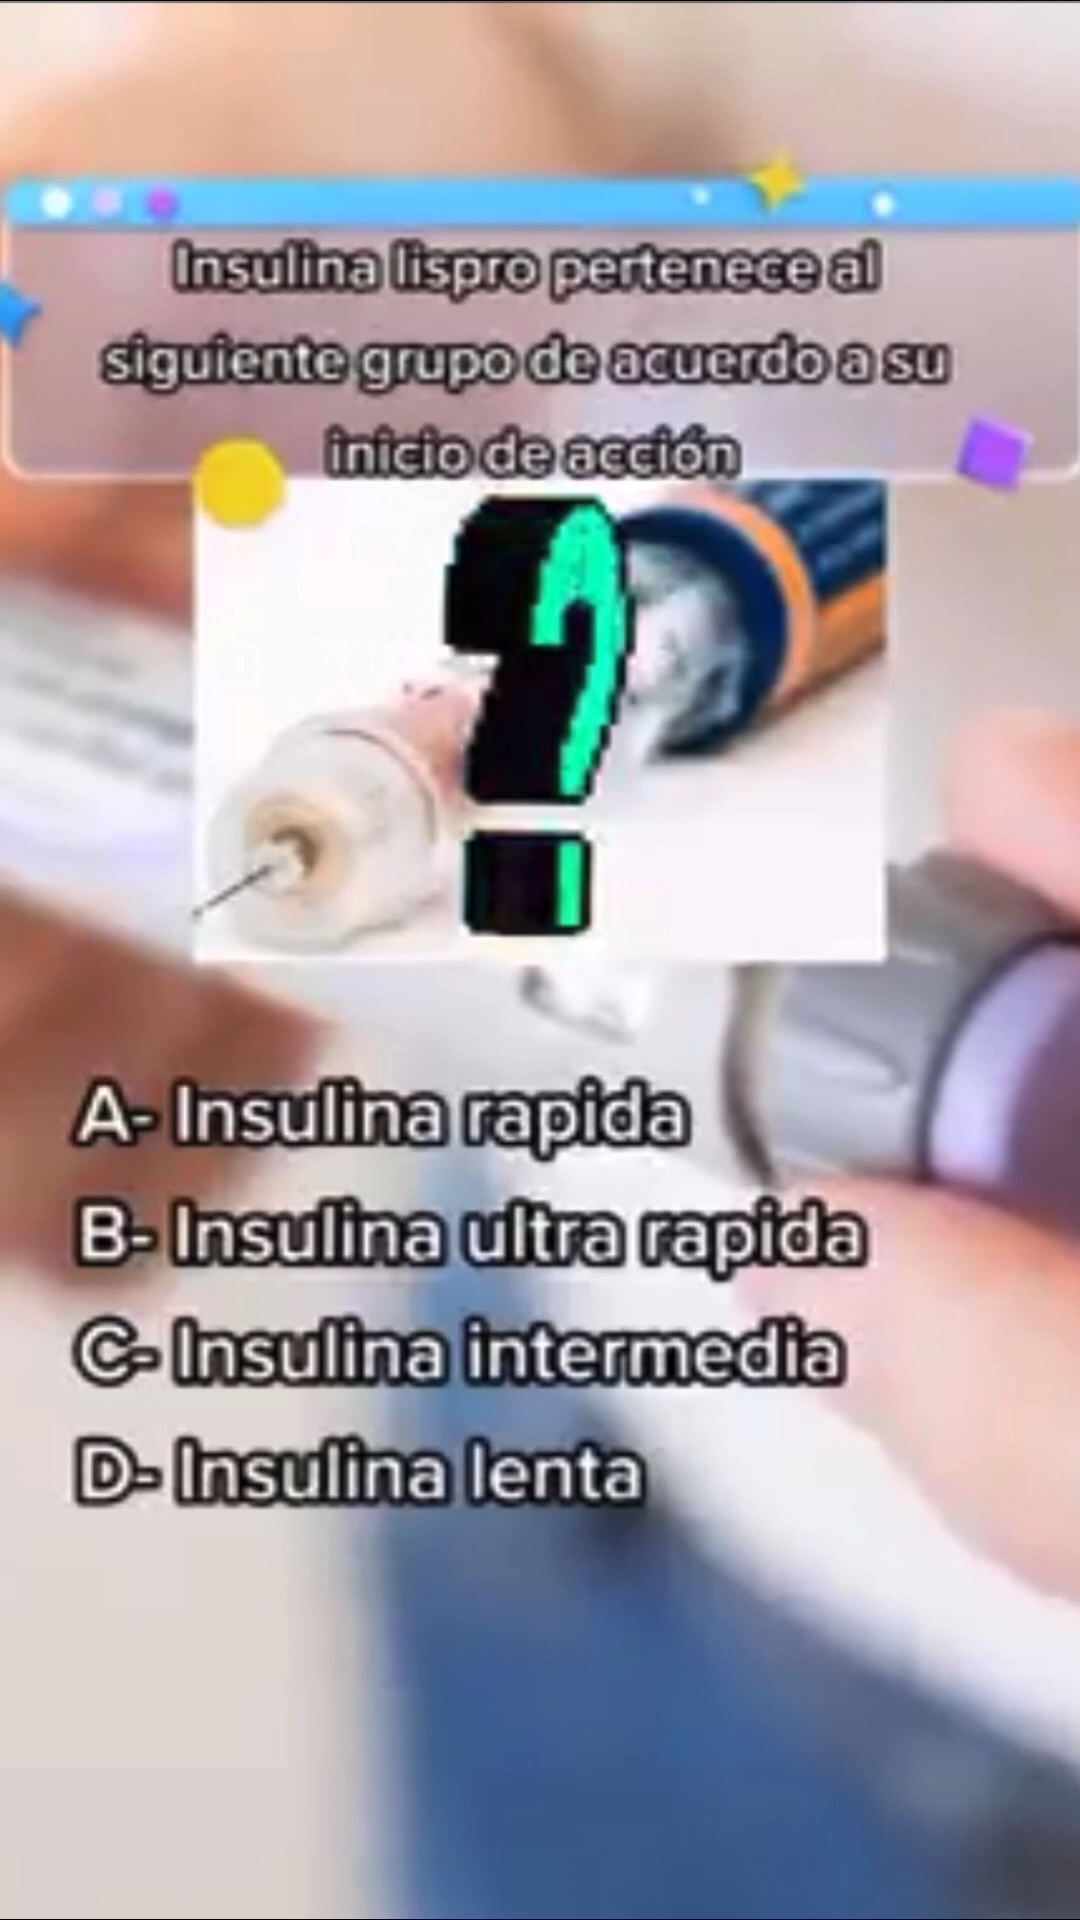 Insulina lispro pertenece al
siguiente grupo de acuerdo a su
inicio de acción
A- Insulina rapida
B- Insulina ultra rapida
C- Insulina intermedia
D- Insulina lenta